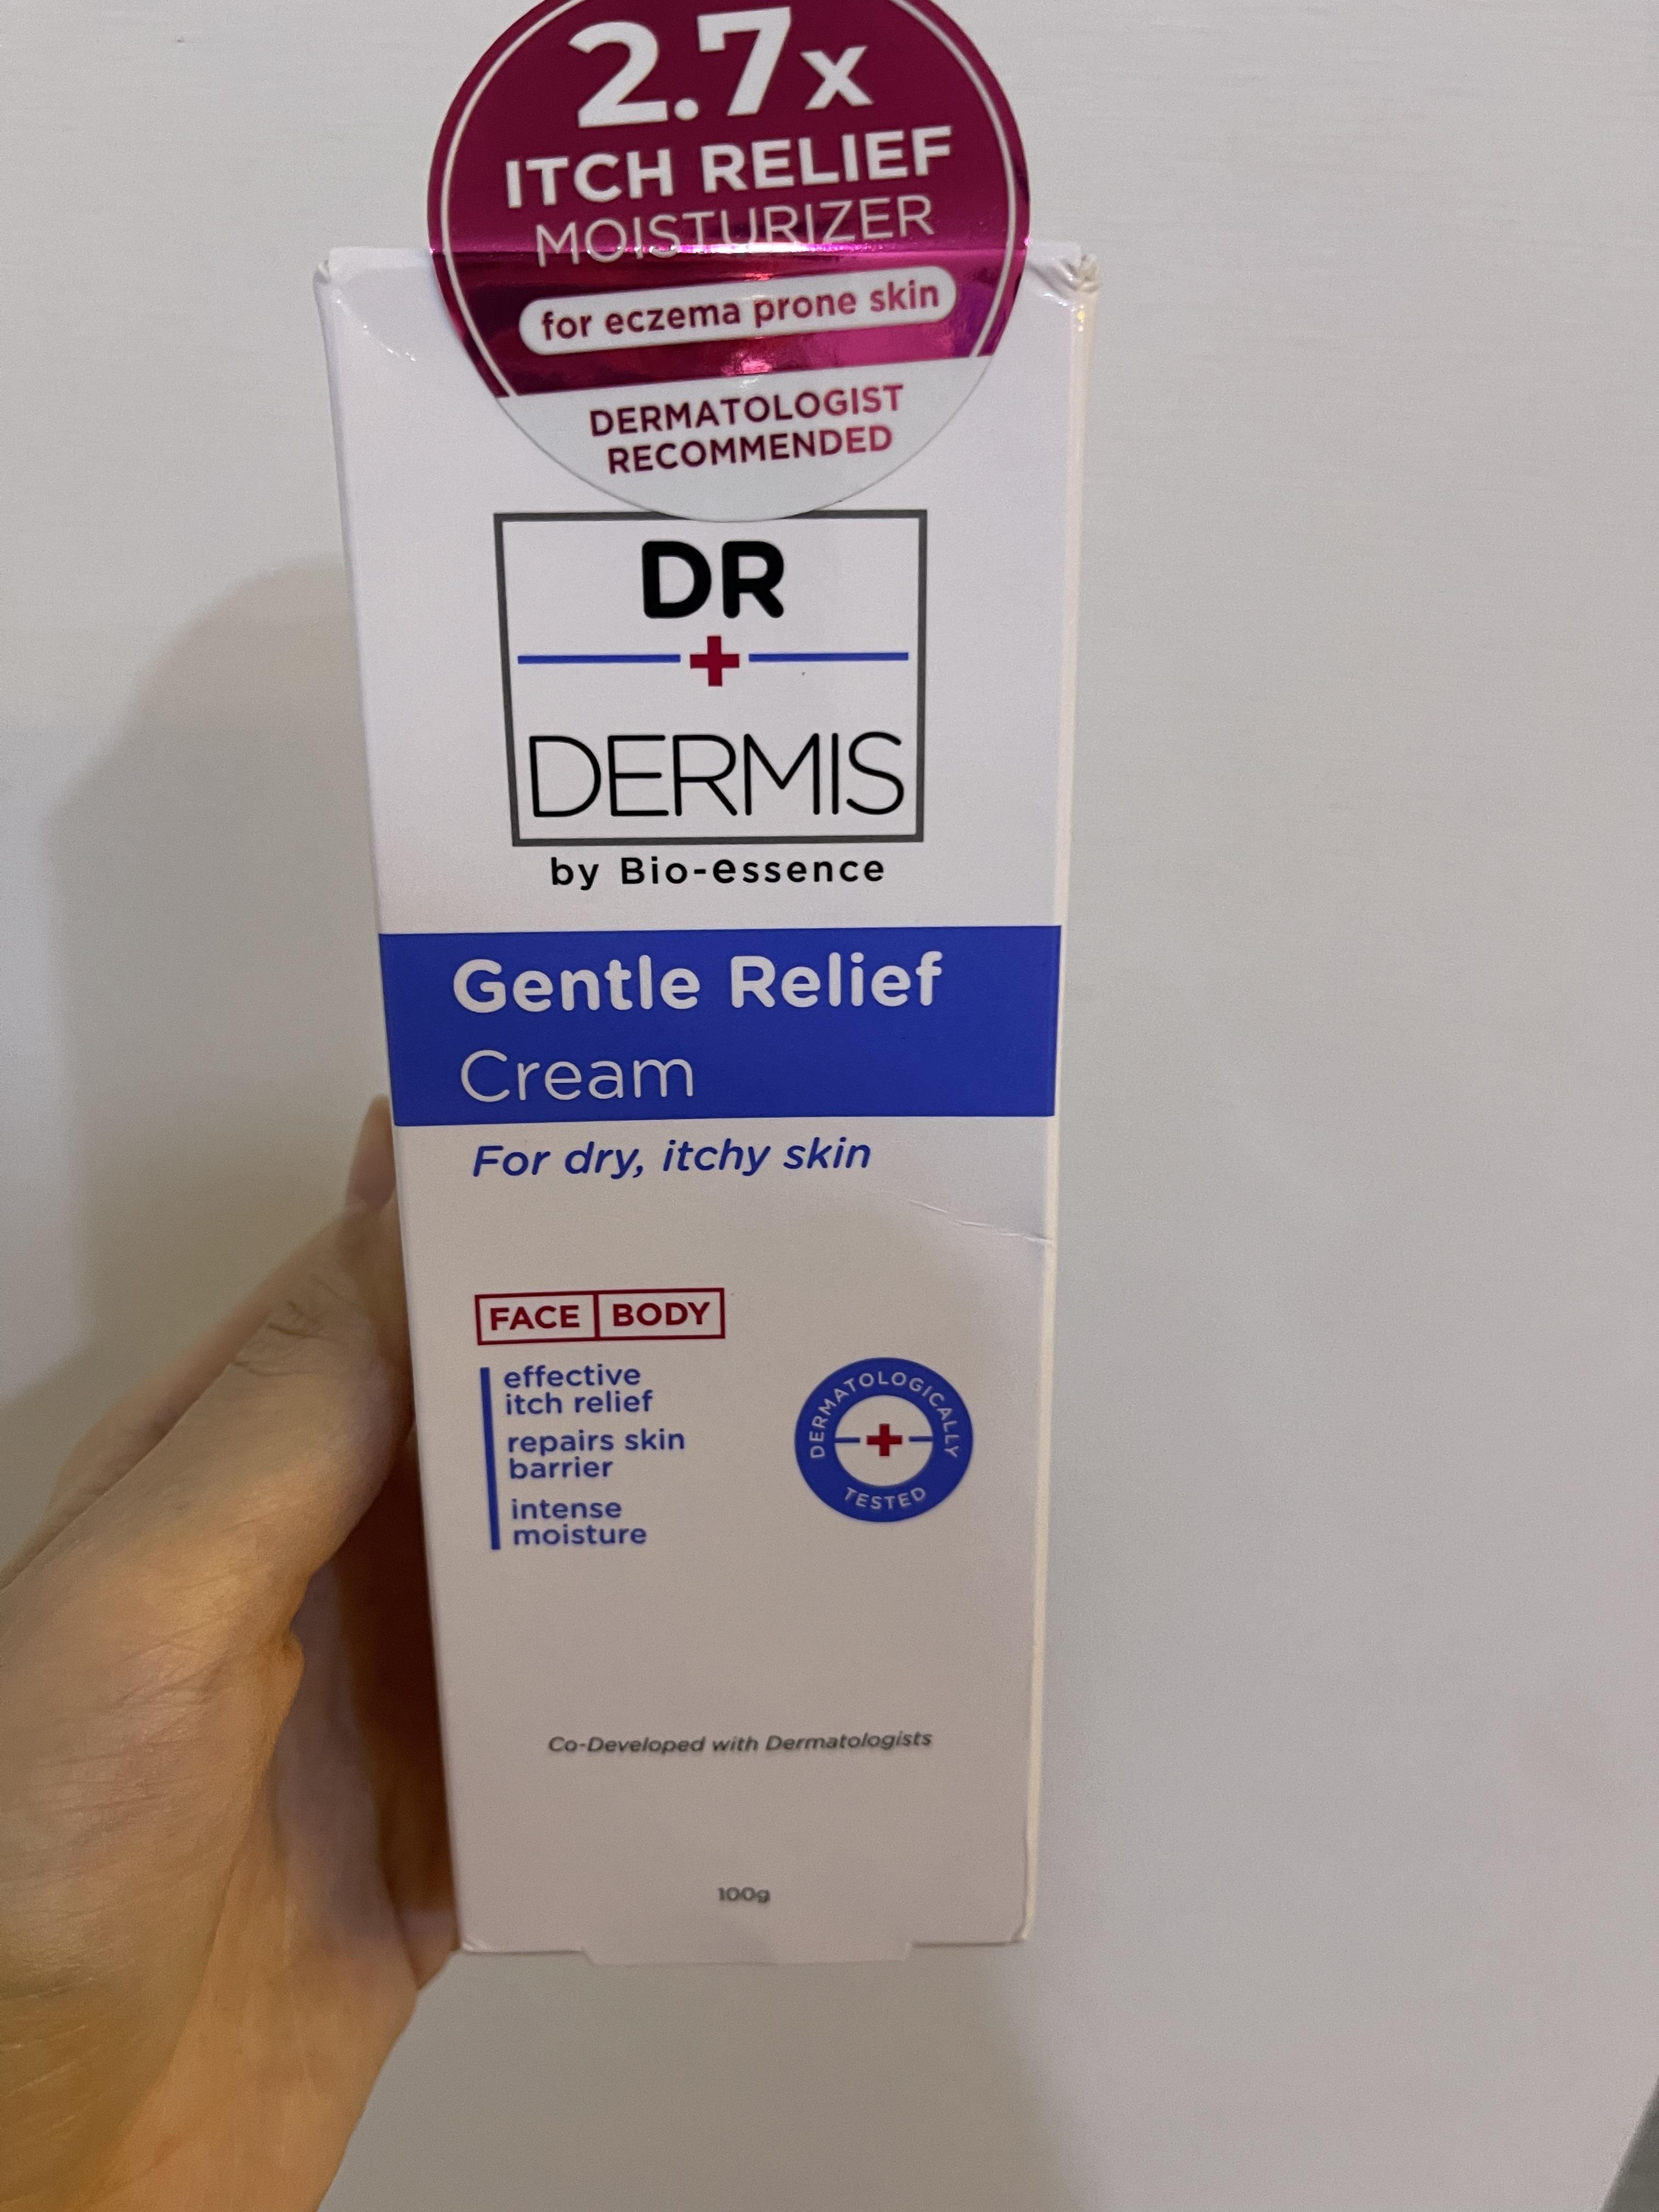 2.7x
ITCH RELIEF
MOISTURIZER
for eczema prone skin
DERMATOLOGIST
RECOMMENDED
DR
DERMIS
by Bio-essence
Gentle Relief
Cream
For dry, itchy skin
FACE BODY
effective
itch relief
repairs skin
barrier
intense
moisture
DERMATOLOGICALLY
TESTED
Co-Developed with Dermatologists
100g